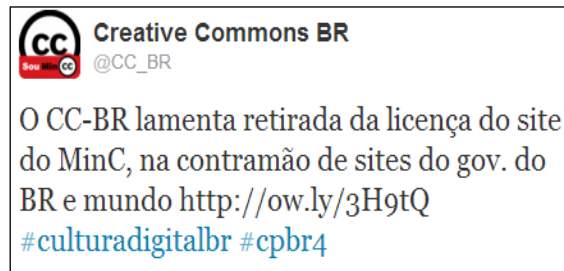 CC
Sou MinCC
Creative Commons BR
@CC_BR
O CC-BR lamenta retirada da licença do site
do MinC, na contramão de sites do gov. do
BR e mundo http://ow.ly/3H9tQ
#culturadigitalbr #cpbr4